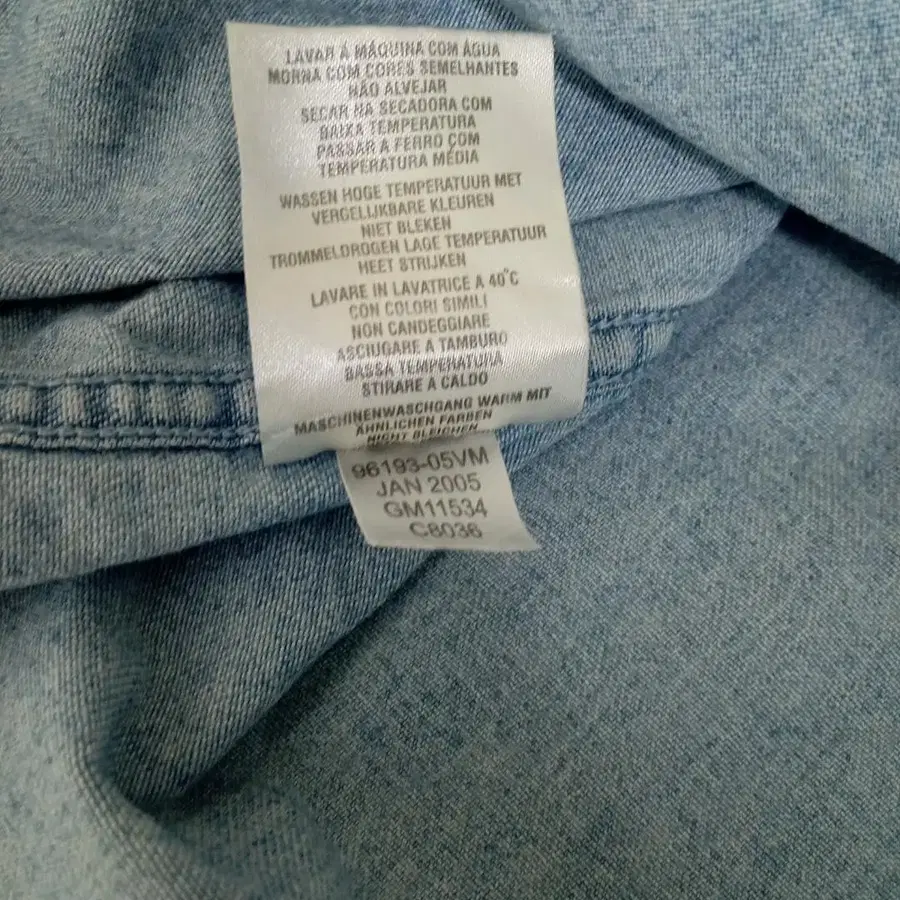 LAVAR À MÁQUINA COM ÁGUA
MORNA COM CORES SEMELHANTES
NÃO ALVEJAR
SECAR NA SECADORA COM
BAIXA TEMPERATURA
PASSAR A FERRO COM
TEMPERATURA MÉDIA
WASSEN HOGE TEMPERATUUR MET
VERGELIJKBARE KLEUREN
NIET BLEKEN
TROMMELDROGEN LAGE TEMPERATUUR
HEET STRIJKEN
LAVARE IN LAVATRICE A 40°C
CON COLORI SIMILI
NON CANDEGGIARE
ASCIUGARE A TAMBURO
BASSA TEMPERATURA
STIRARE A CALDO
MASCHINENWASCHGANG WARM MIT
ÄHNLICHEN FARBEN
NICHT BLEICHEN
96193-05VM
JAN 2005
GM11534
C8036